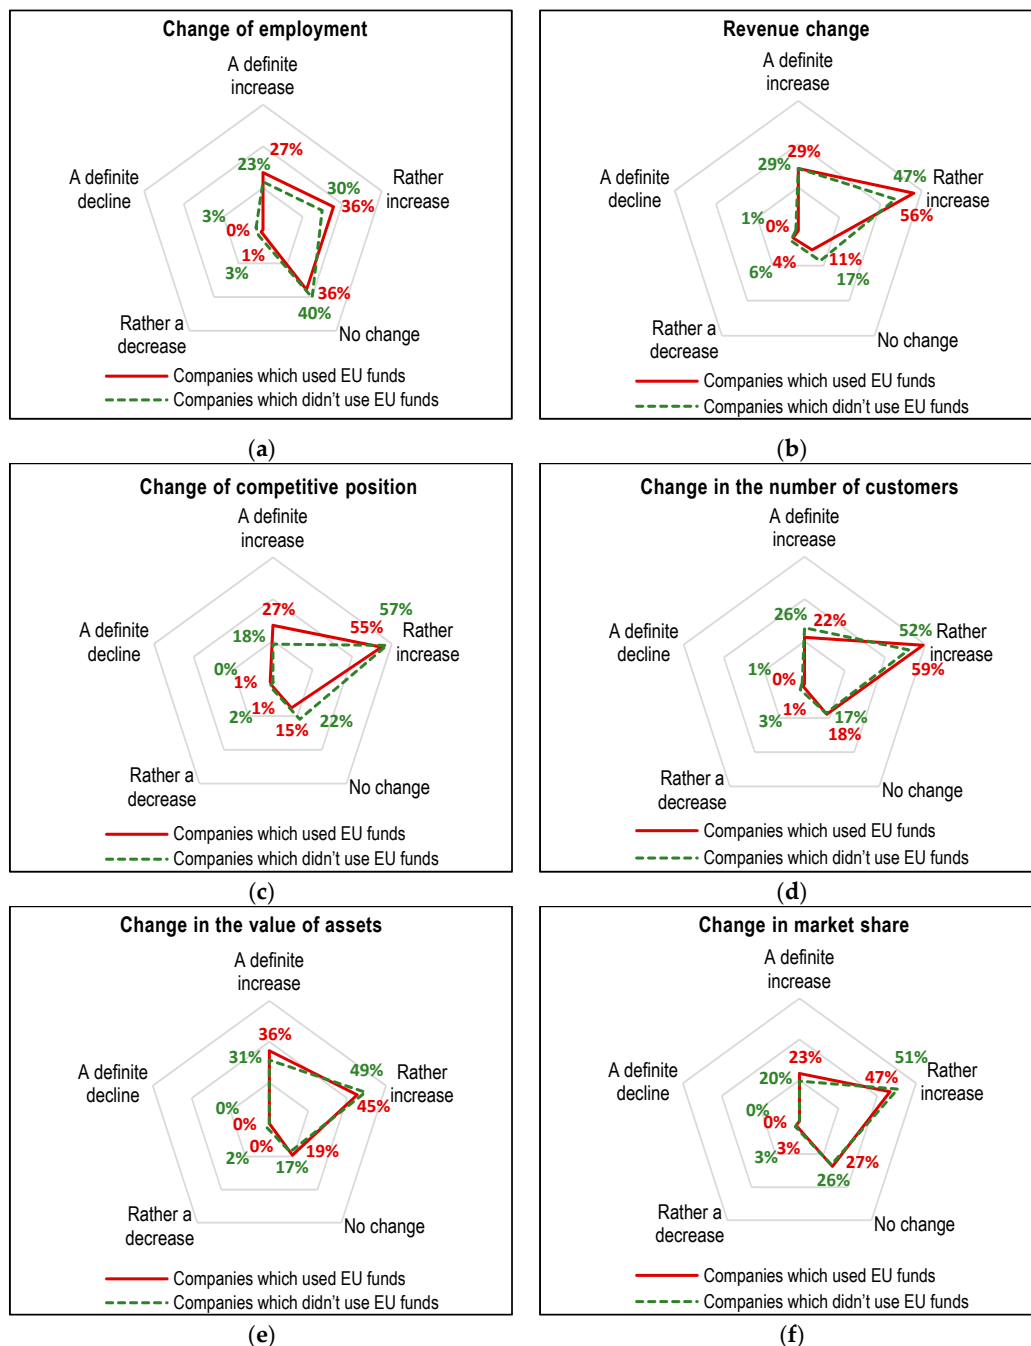 Change of employment
A definite
increase
27%
23%
A definite
decline
30%
Rather
increase
36%
3%
0%
1%
3%
36%
40%
Rather a
decrease
No change
Companies which used EU funds
Companies which didn't use EU funds
(a)
Revenue change
A definite
increase
29%
29%
A definite
decline
47%
Rather
increase
56%
1%
0%
4%
6%
11%
17%
Rather a
decrease
No change
Companies which used EU funds
Companies which didn't use EU funds
(b)
Change of competitive position
A definite
increase
27%
57%
18%
55%
A definite
decline
Rather
increase
0%
1%
1%
2%
15%
22%
Rather a
decrease
No change
Companies which used EU funds
Companies which didn't use EU funds
(c)
Change in the number of customers
A definite
increase
26%
22%
A definite
decline
52%
Rather
increase
59%
1%
0%
1%
3%
17%
18%
Rather a
decrease
No change
Companies which used EU funds
Companies which didn't use EU funds
(d)
Change in the value of assets
A definite
increase
36%
31%
49%
A definite
decline
Rather
increase
45%
0%
0%
0%
2%
19%
17%
Rather a
decrease
No change
Companies which used EU funds
Companies which didn't use EU funds
(e)
Change in market share
A definite
increase
23%
51%
20%
47%
A definite
decline
Rather
increase
0%
0%
3%
3%
27%
26%
Rather a
decrease
No change
Companies which used EU funds
Companies which didn't use EU funds
(f)